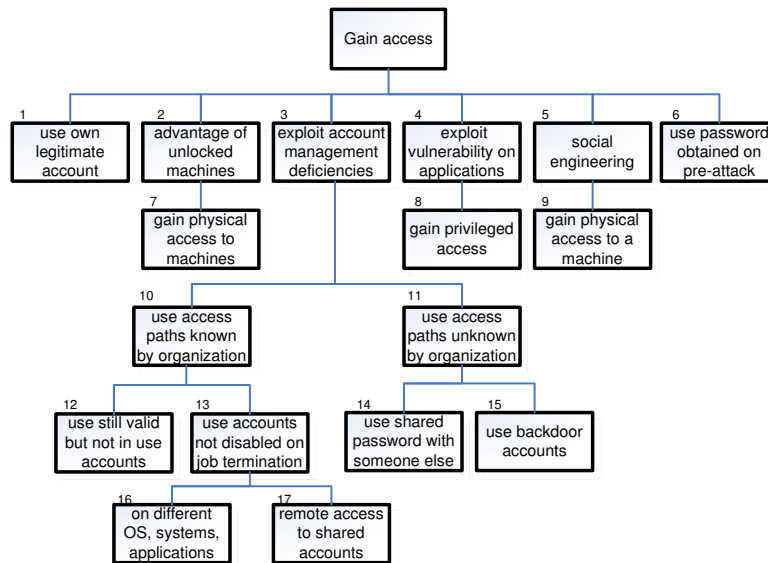 Gain access
1
use own
legitimate
account
2
advantage of
unlocked
machines
3
exploit account
management
deficiencies
4
exploit
vulnerability on
applications
5
social
engineering
6
use password
obtained on
pre-attack
7
gain physical
access to
machines
8
gain privileged
access
9
gain physical
access to a
machine
10
use access
paths known
by organization
11
use access
paths unknown
by organization
12
use still valid
but not in use
accounts
13
use accounts
not disabled on
job termination
14
use shared
password with
someone else
15
use backdoor
accounts
16
on different
OS, systems,
applications
17
remote access
to shared
accounts